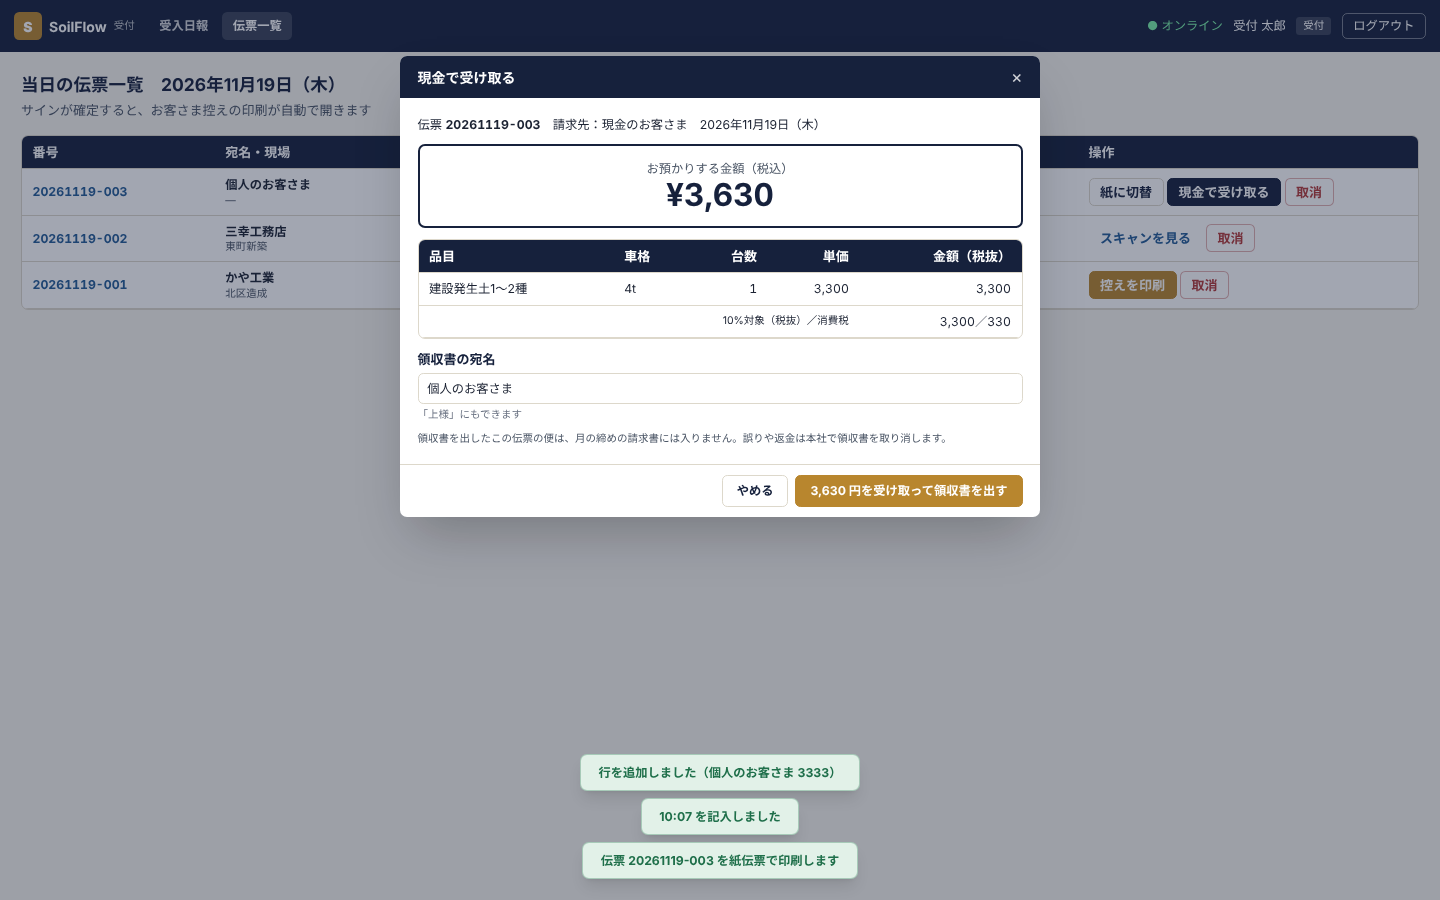 S SoilFlow 受付 受入日報 伝票一覧 オンライン 受付 太郎 受付 ログアウト
当日の伝票一覧 2026年11月19日（木）
サインが確定すると、お客さま控えの印刷が自動で開きます
番号 宛名・現場 操作
20261119-003 個人のお客さま
—
紙に切替 現金で受け取る 取消
20261119-002 三幸工務店
東町新築
スキャンを見る 取消
20261119-001 かや工業
北区造成
控えを印刷 取消
現金で受け取る ×
伝票 20261119-003 請求先：現金のお客さま 2026年11月19日（木）
お預かりする金額（税込）
¥3,630
品目 車格 台数 単価 金額（税抜）
建設発生土1〜2種 4t 1 3,300 3,300
10%対象（税抜）／消費税 3,300／330
領収書の宛名
個人のお客さま
「上様」にもできます
領収書を出したこの伝票の便は、月の締めの請求書には入りません。誤りや返金は本社で領収書を取り消します。
やめる 3,630 円を受け取って領収書を出す
行を追加しました（個人のお客さま 3333）
10:07 を記入しました
伝票 20261119-003 を紙伝票で印刷します